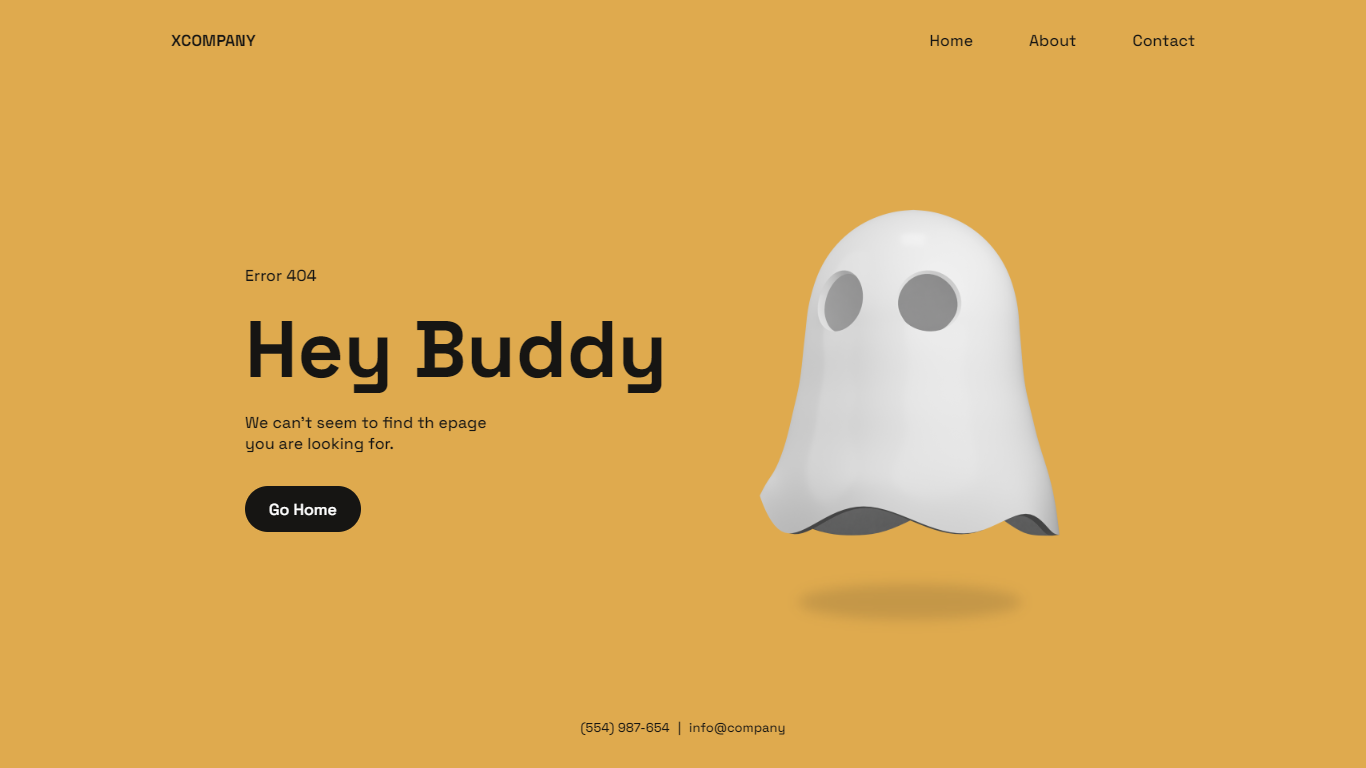 XCOMPANY
Home About Contact
Error 404
Hey Buddy
We can't seem to find th epage
you are looking for.
Go Home
(554) 987-654 | info@company